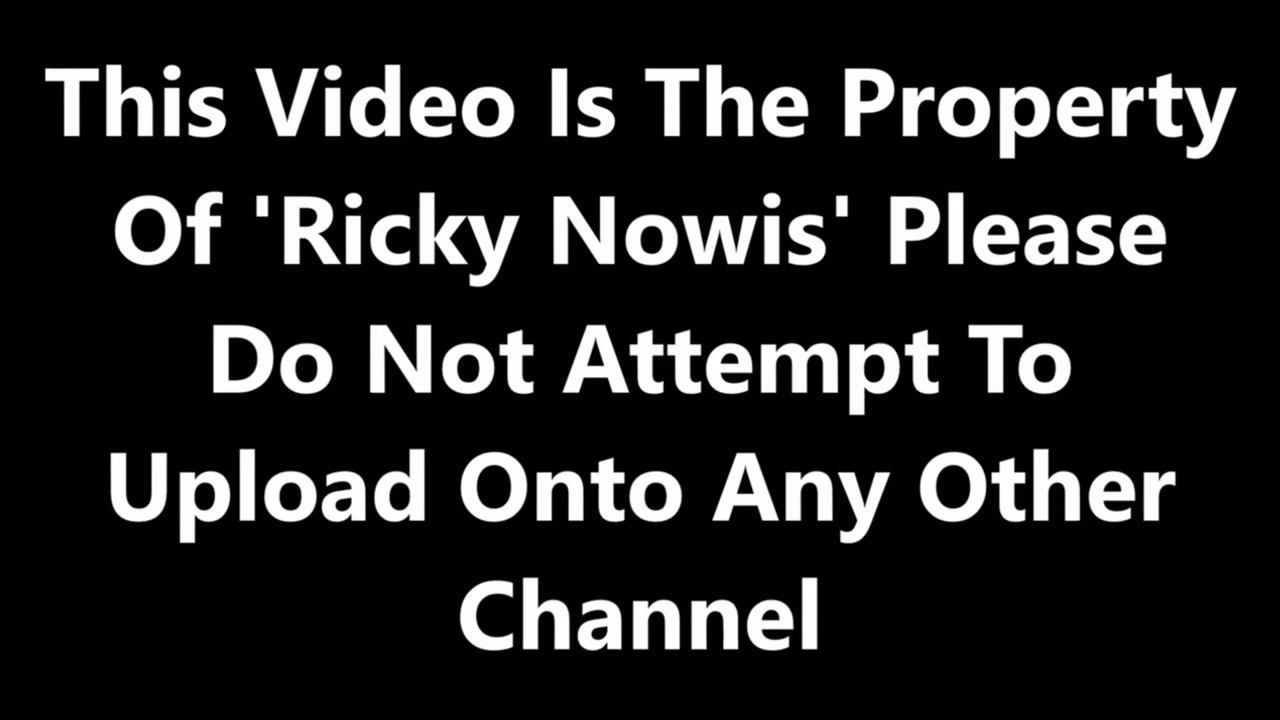 This Video Is The Property
Of 'Ricky Nowis' Please
Do Not Attempt To
Upload Onto Any Other
Channel